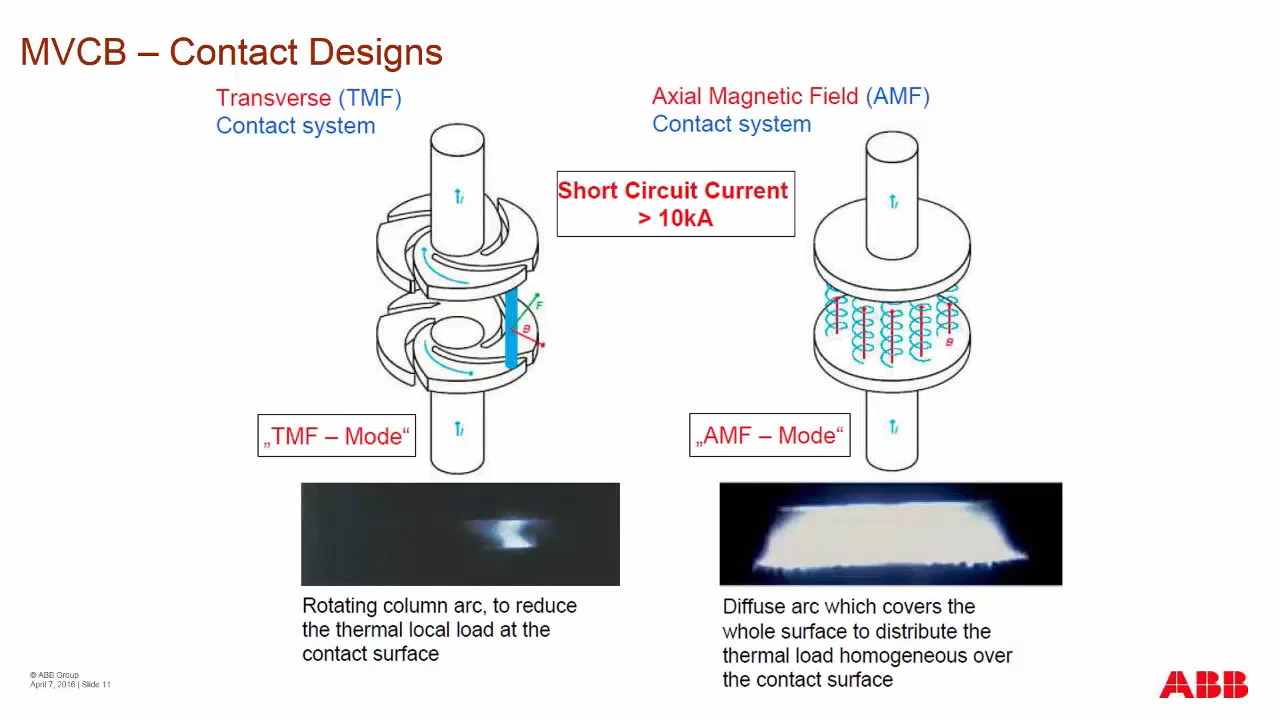 MVCB – Contact Designs
Transverse (TMF)
Contact system
Axial Magnetic Field (AMF)
Contact system
Short Circuit Current
> 10kA
I
I
F
B
B
I
I
„TMF – Mode“
„AMF – Mode“
Rotating column arc, to reduce
the thermal local load at the
contact surface
Diffuse arc which covers the
whole surface to distribute the
thermal load homogeneous over
the contact surface
© ABB Group
April 7, 2016 | Slide 11
ABB